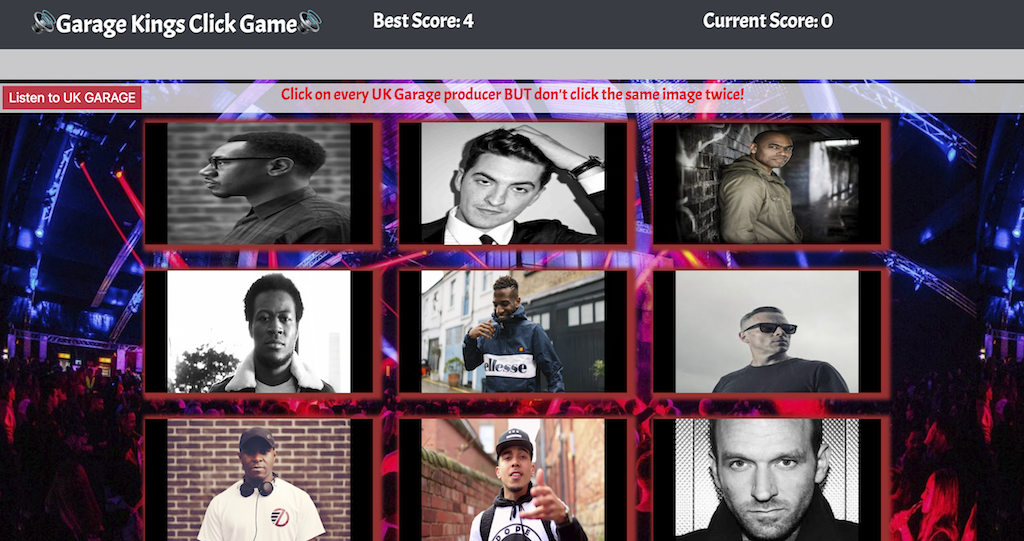 🔊Garage Kings Click Game🔊
Best Score: 4
Current Score: 0
Listen to UK GARAGE
Click on every UK Garage producer BUT don't click the same image twice!
ellesse
DOPE